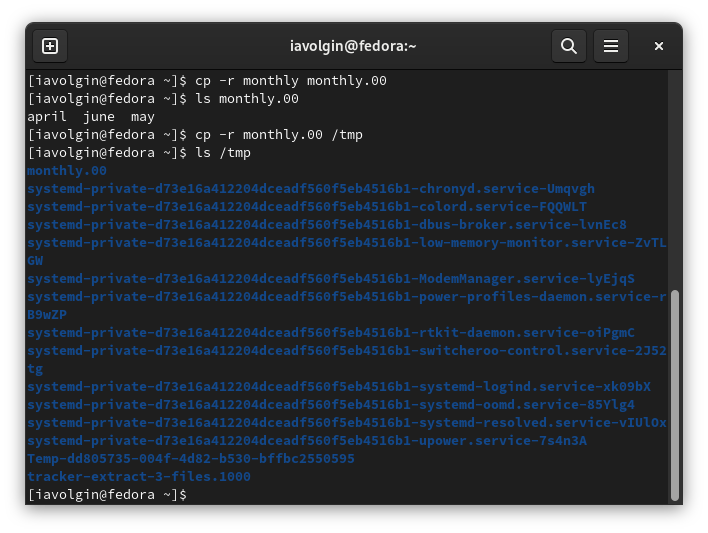 iavolgin@fedora:~
[iavolgin@fedora ~]$ cp -r monthly monthly.00
[iavolgin@fedora ~]$ ls monthly.00
april  june  may
[iavolgin@fedora ~]$ cp -r monthly.00 /tmp
[iavolgin@fedora ~]$ ls /tmp
monthly.00
systemd-private-d73e16a412204dceadf560f5eb4516b1-chronyd.service-Umqvgh
systemd-private-d73e16a412204dceadf560f5eb4516b1-colord.service-FQQWLT
systemd-private-d73e16a412204dceadf560f5eb4516b1-dbus-broker.service-lvnEc8
systemd-private-d73e16a412204dceadf560f5eb4516b1-low-memory-monitor.service-ZvTL
GW
systemd-private-d73e16a412204dceadf560f5eb4516b1-ModemManager.service-lyEjqS
systemd-private-d73e16a412204dceadf560f5eb4516b1-power-profiles-daemon.service-r
B9wZP
systemd-private-d73e16a412204dceadf560f5eb4516b1-rtkit-daemon.service-oiPgmC
systemd-private-d73e16a412204dceadf560f5eb4516b1-switcheroo-control.service-2J52
tg
systemd-private-d73e16a412204dceadf560f5eb4516b1-systemd-logind.service-xk09bX
systemd-private-d73e16a412204dceadf560f5eb4516b1-systemd-oomd.service-85Ylg4
systemd-private-d73e16a412204dceadf560f5eb4516b1-systemd-resolved.service-vIUlOx
systemd-private-d73e16a412204dceadf560f5eb4516b1-upower.service-7s4n3A
Temp-dd805735-004f-4d82-b530-bffbc2550595
tracker-extract-3-files.1000
[iavolgin@fedora ~]$